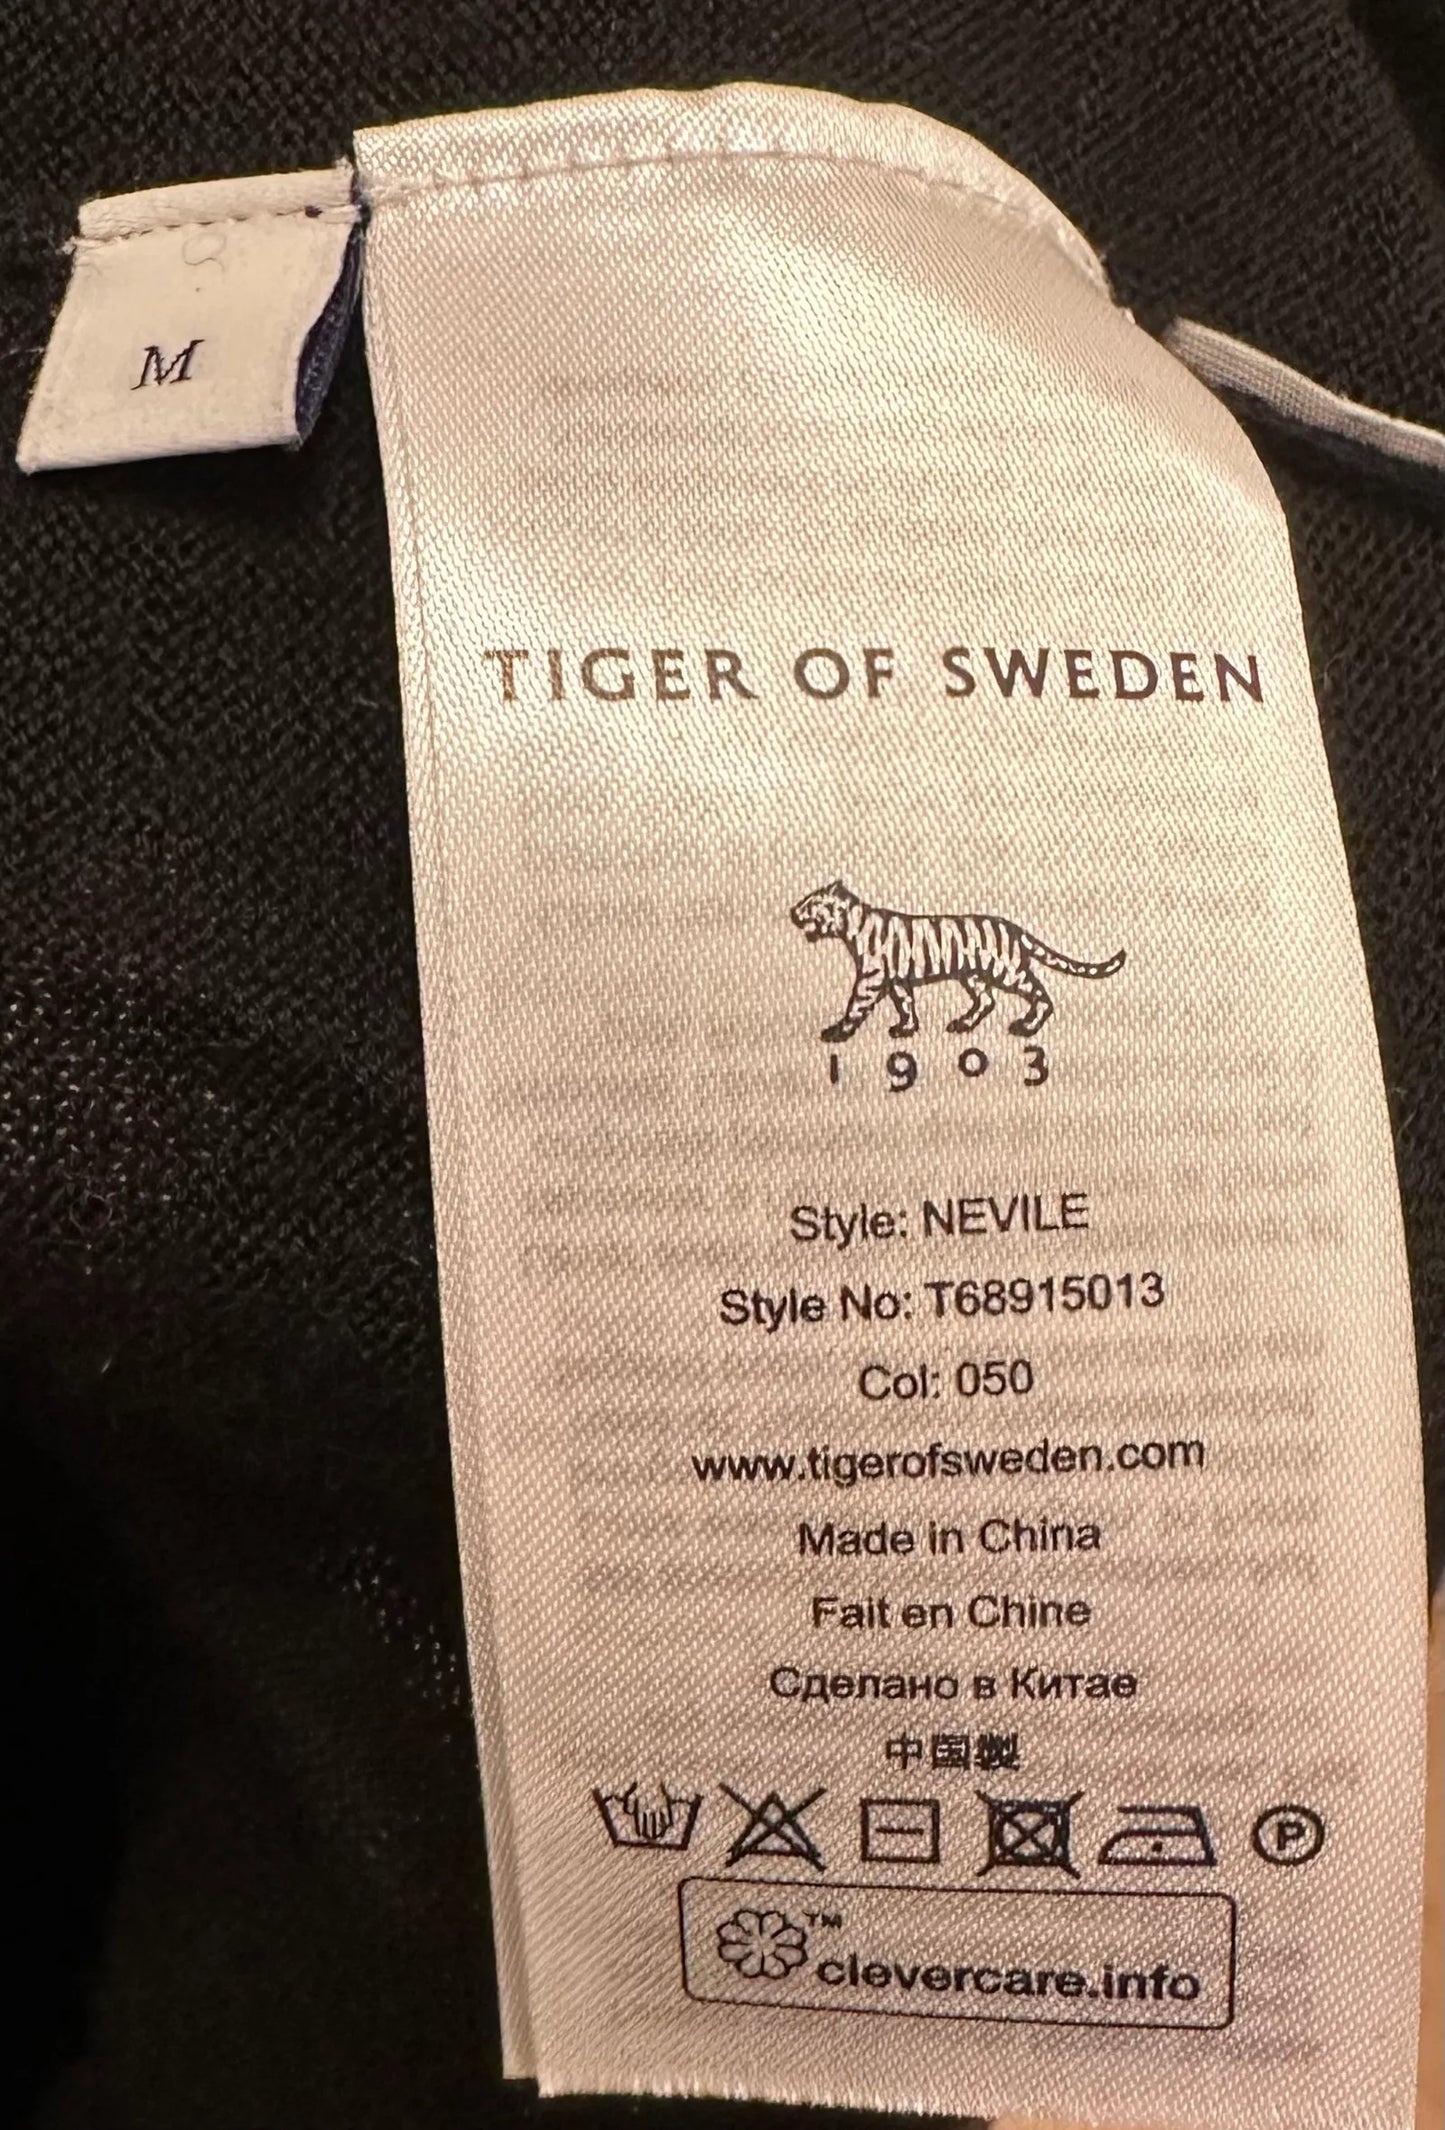 M
TIGER OF SWEDEN
1903
Style: NEVILE
Style No: T68915013
Col: 050
www.tigerofsweden.com
Made in China
Fait en Chine
Сделано в Китае
中国製
P
™
clevercare.info